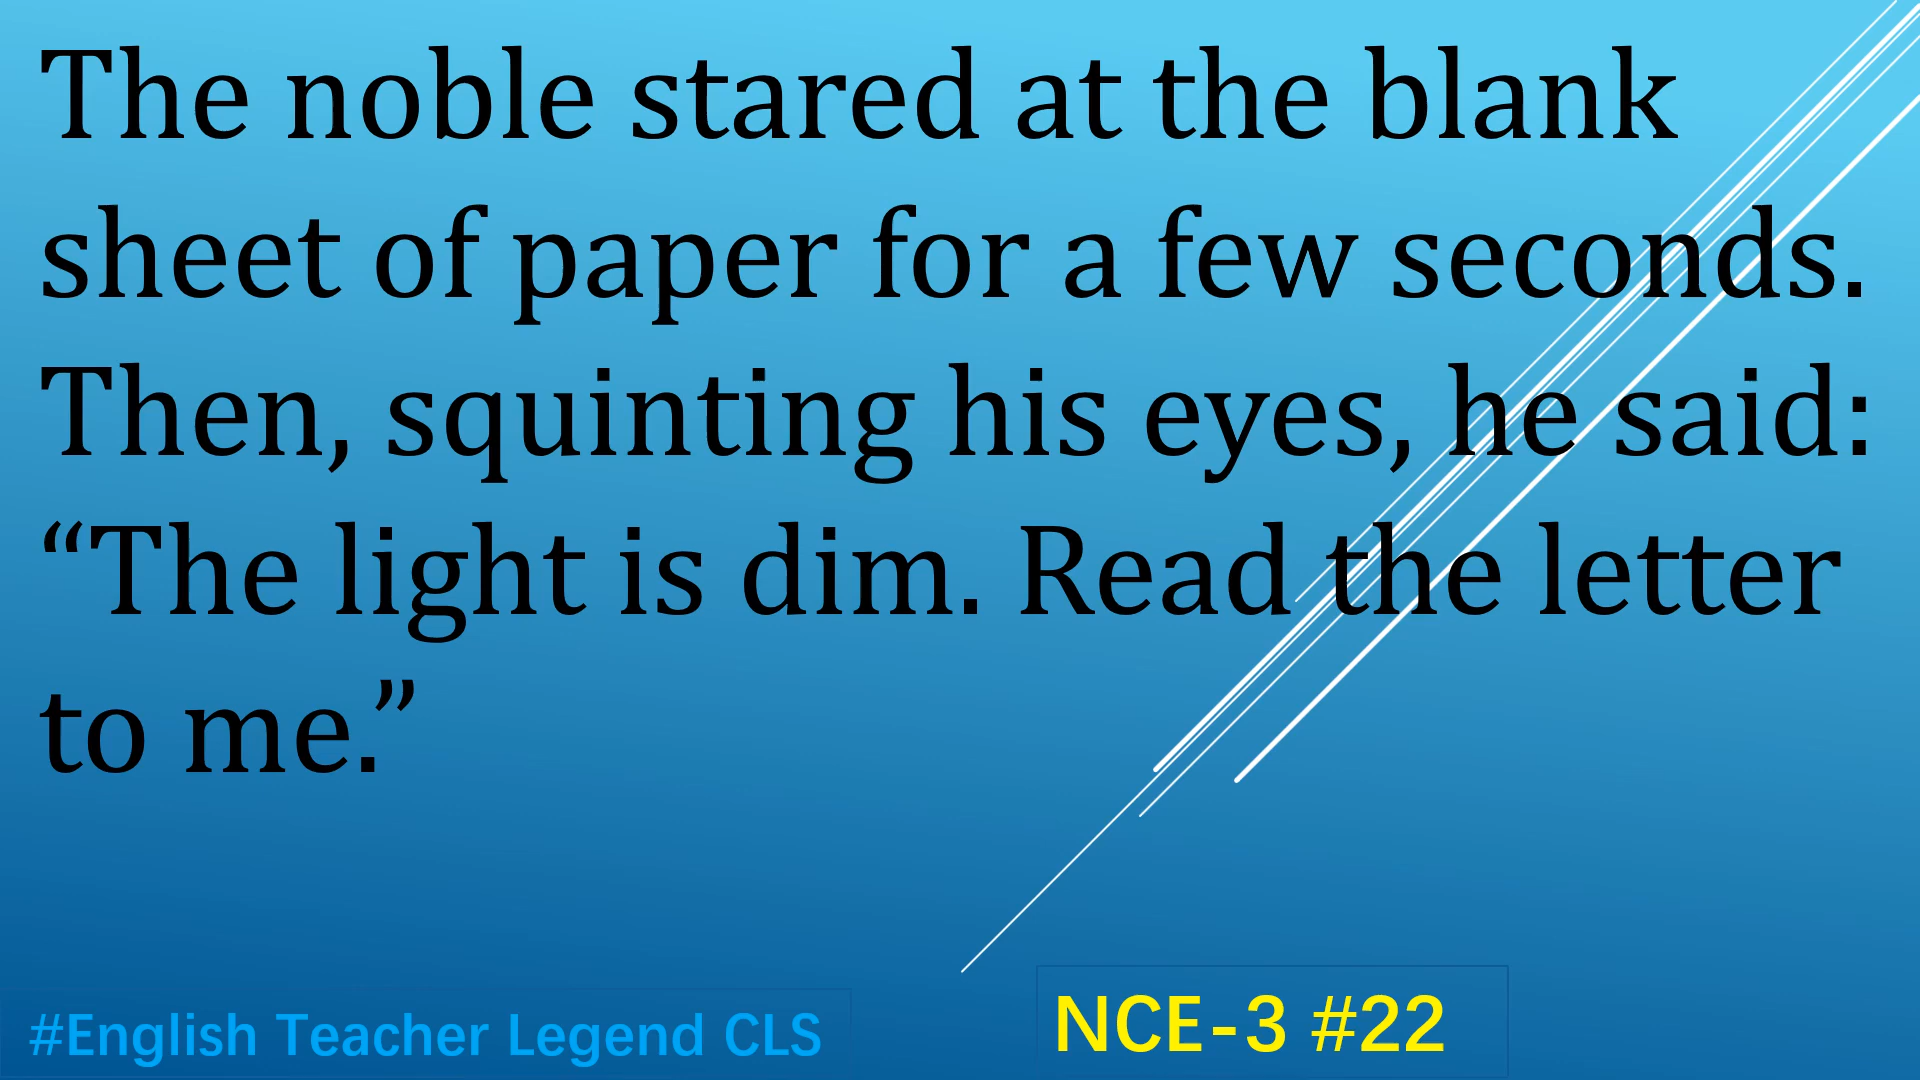 The noble stared at the blank
sheet of paper for a few seconds.
Then, squinting his eyes, he said:
“The light is dim. Read the letter
to me.”
#English Teacher Legend CLS
NCE-3 #22